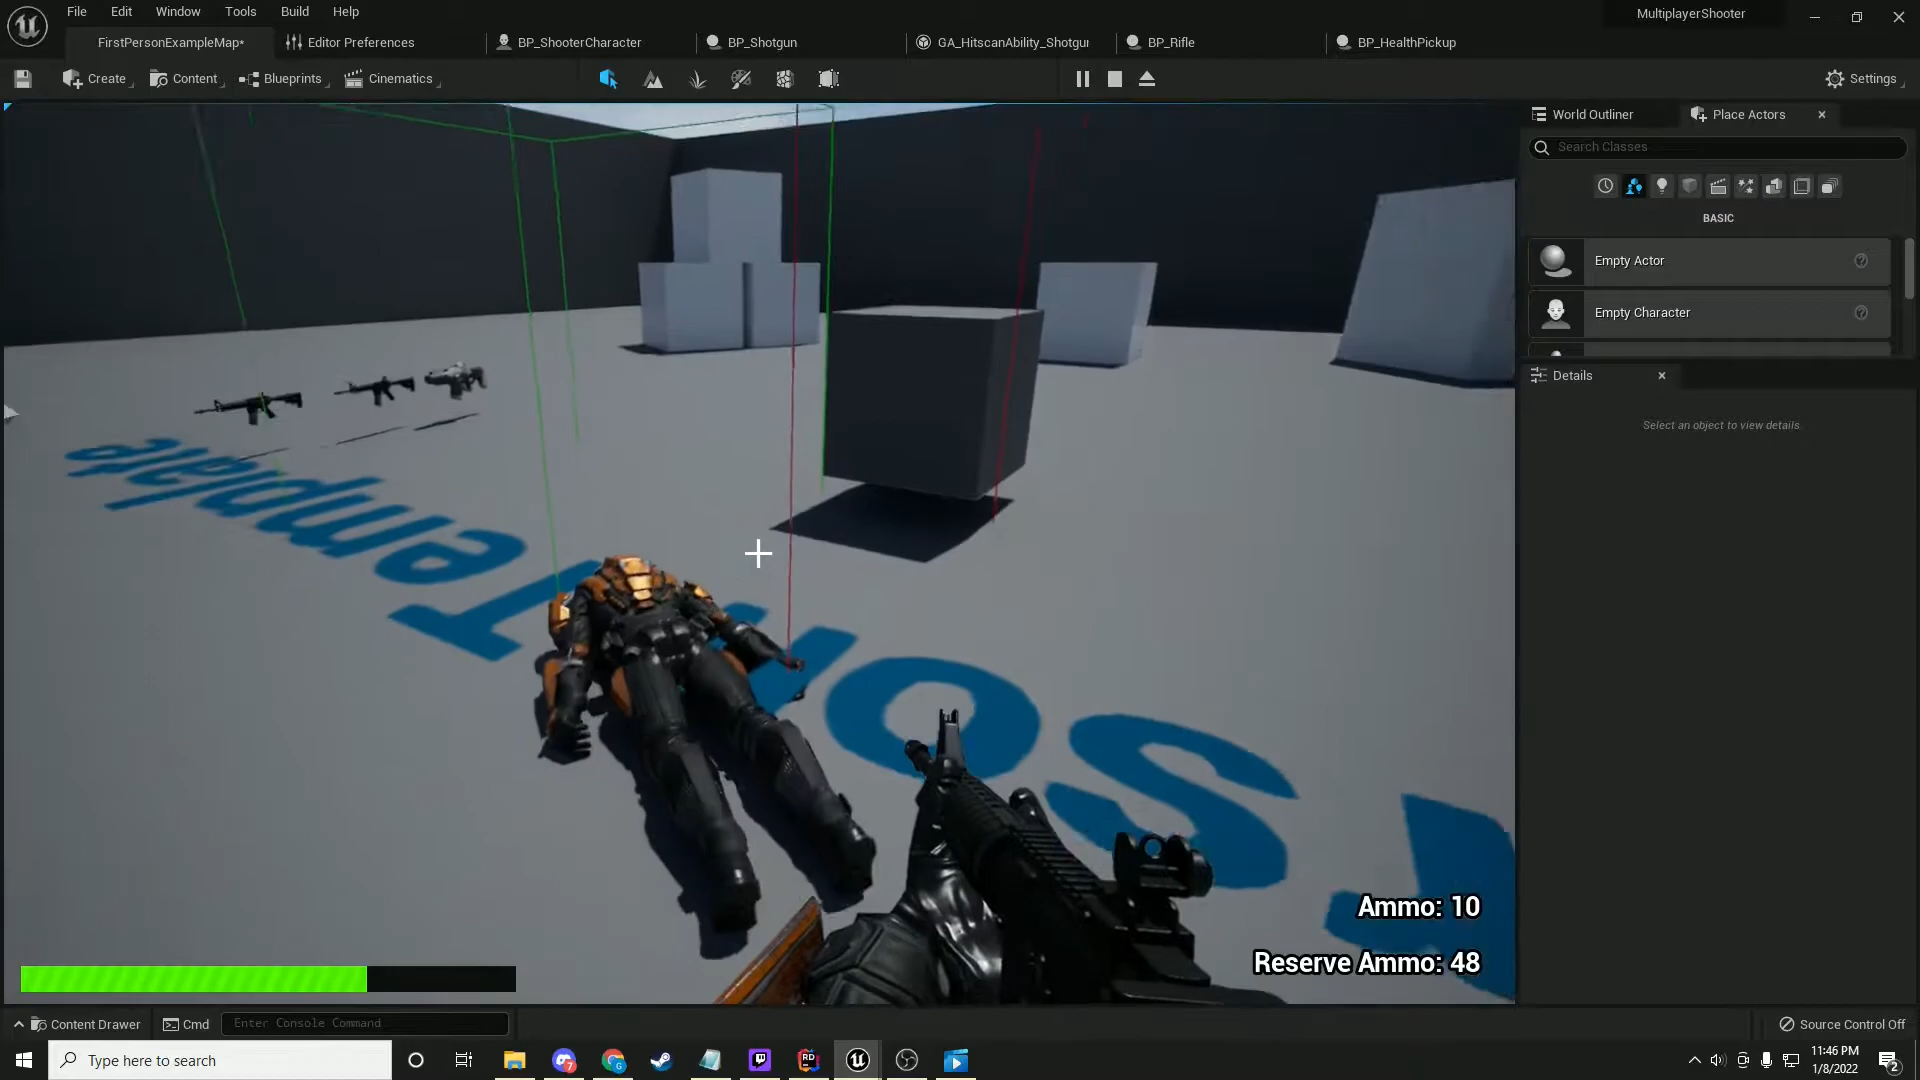 File Edit Window Tools Build Help
MultiplayerShooter
FirstPersonExampleMap*
Editor Preferences
BP_ShooterCharacter
BP_Shotgun
GA_HitscanAbility_Shotgun
BP_Rifle
BP_HealthPickup
Create
Content
Blueprints
Cinematics
Settings
World Outliner
Place Actors
Search Classes
BASIC
Empty Actor
Empty Character
Details
Select an object to view details.
Template
Ammo: 10
Reserve Ammo: 48
Content Drawer
Cmd
Enter Console Command
Source Control Off
Type here to search
11:46 PM
1/8/2022